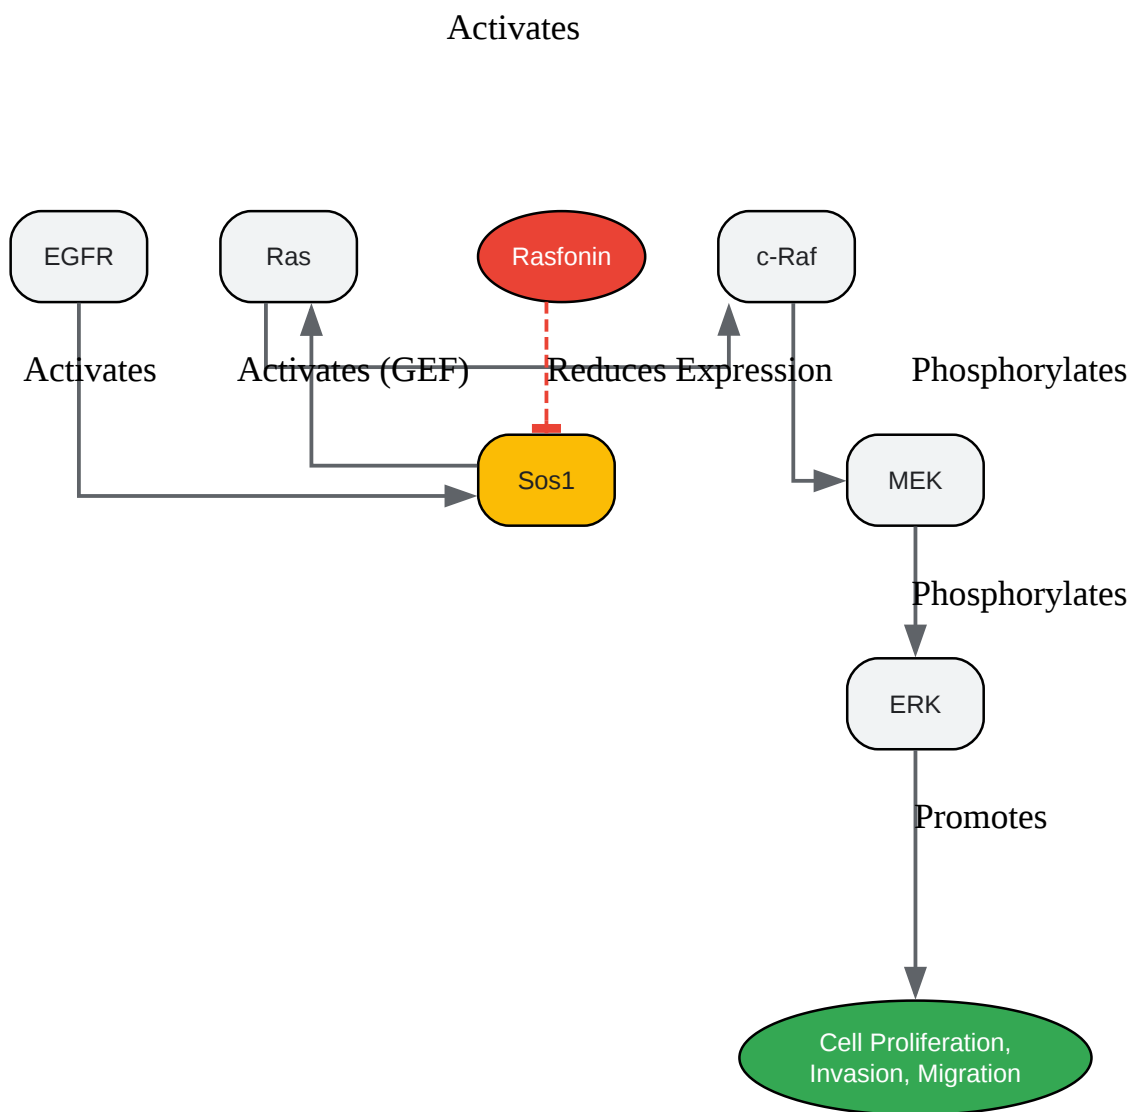 Activates
EGFR
Ras
Rasfonin
c-Raf
Activates
Activates (GEF)
Reduces Expression
Phosphorylates
Sos1
MEK
Phosphorylates
ERK
Promotes
Cell Proliferation,
Invasion, Migration